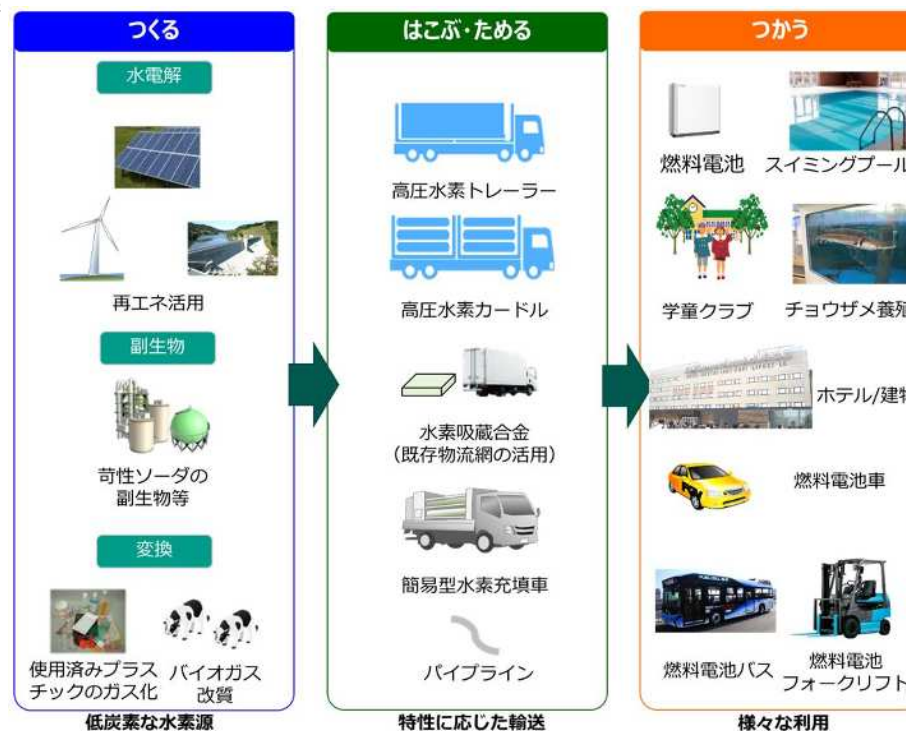 つくる
水電解
再エネ活用
副生物
苛性ソーダの
副生物等
変換
使用済みプラス
チックのガス化
バイオガス
改質
低炭素な水素源
はこぶ・ためる
高圧水素トレーラー
高圧水素カードル
水素吸蔵合金
（既存物流網の活用）
簡易型水素充填車
パイプライン
特性に応じた輸送
つかう
燃料電池
スイミングプール
学童クラブ
チョウザメ養殖
ホテル/建物
燃料電池車
燃料電池バス
燃料電池
フォークリフト
様々な利用